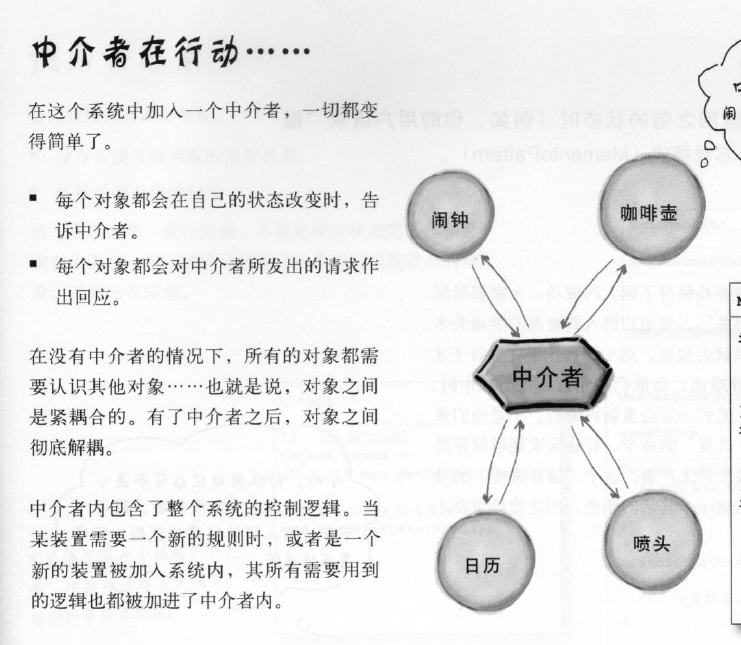 中介者在行动……
在这个系统中加入一个中介者，一切都变
得简单了。
▪ 每个对象都会在自己的状态改变时，告
诉中介者。
▪ 每个对象都会对中介者所发出的请求作
出回应。
在没有中介者的情况下，所有的对象都需
要认识其他对象……也就是说，对象之间
是紧耦合的。有了中介者之后，对象之间
彻底解耦。
中介者内包含了整个系统的控制逻辑。当
某装置需要一个新的规则时，或者是一个
新的装置被加入系统内，其所有需要用到
的逻辑也都被加进了中介者内。
闹钟
咖啡壶
中介者
日历
喷头
闹